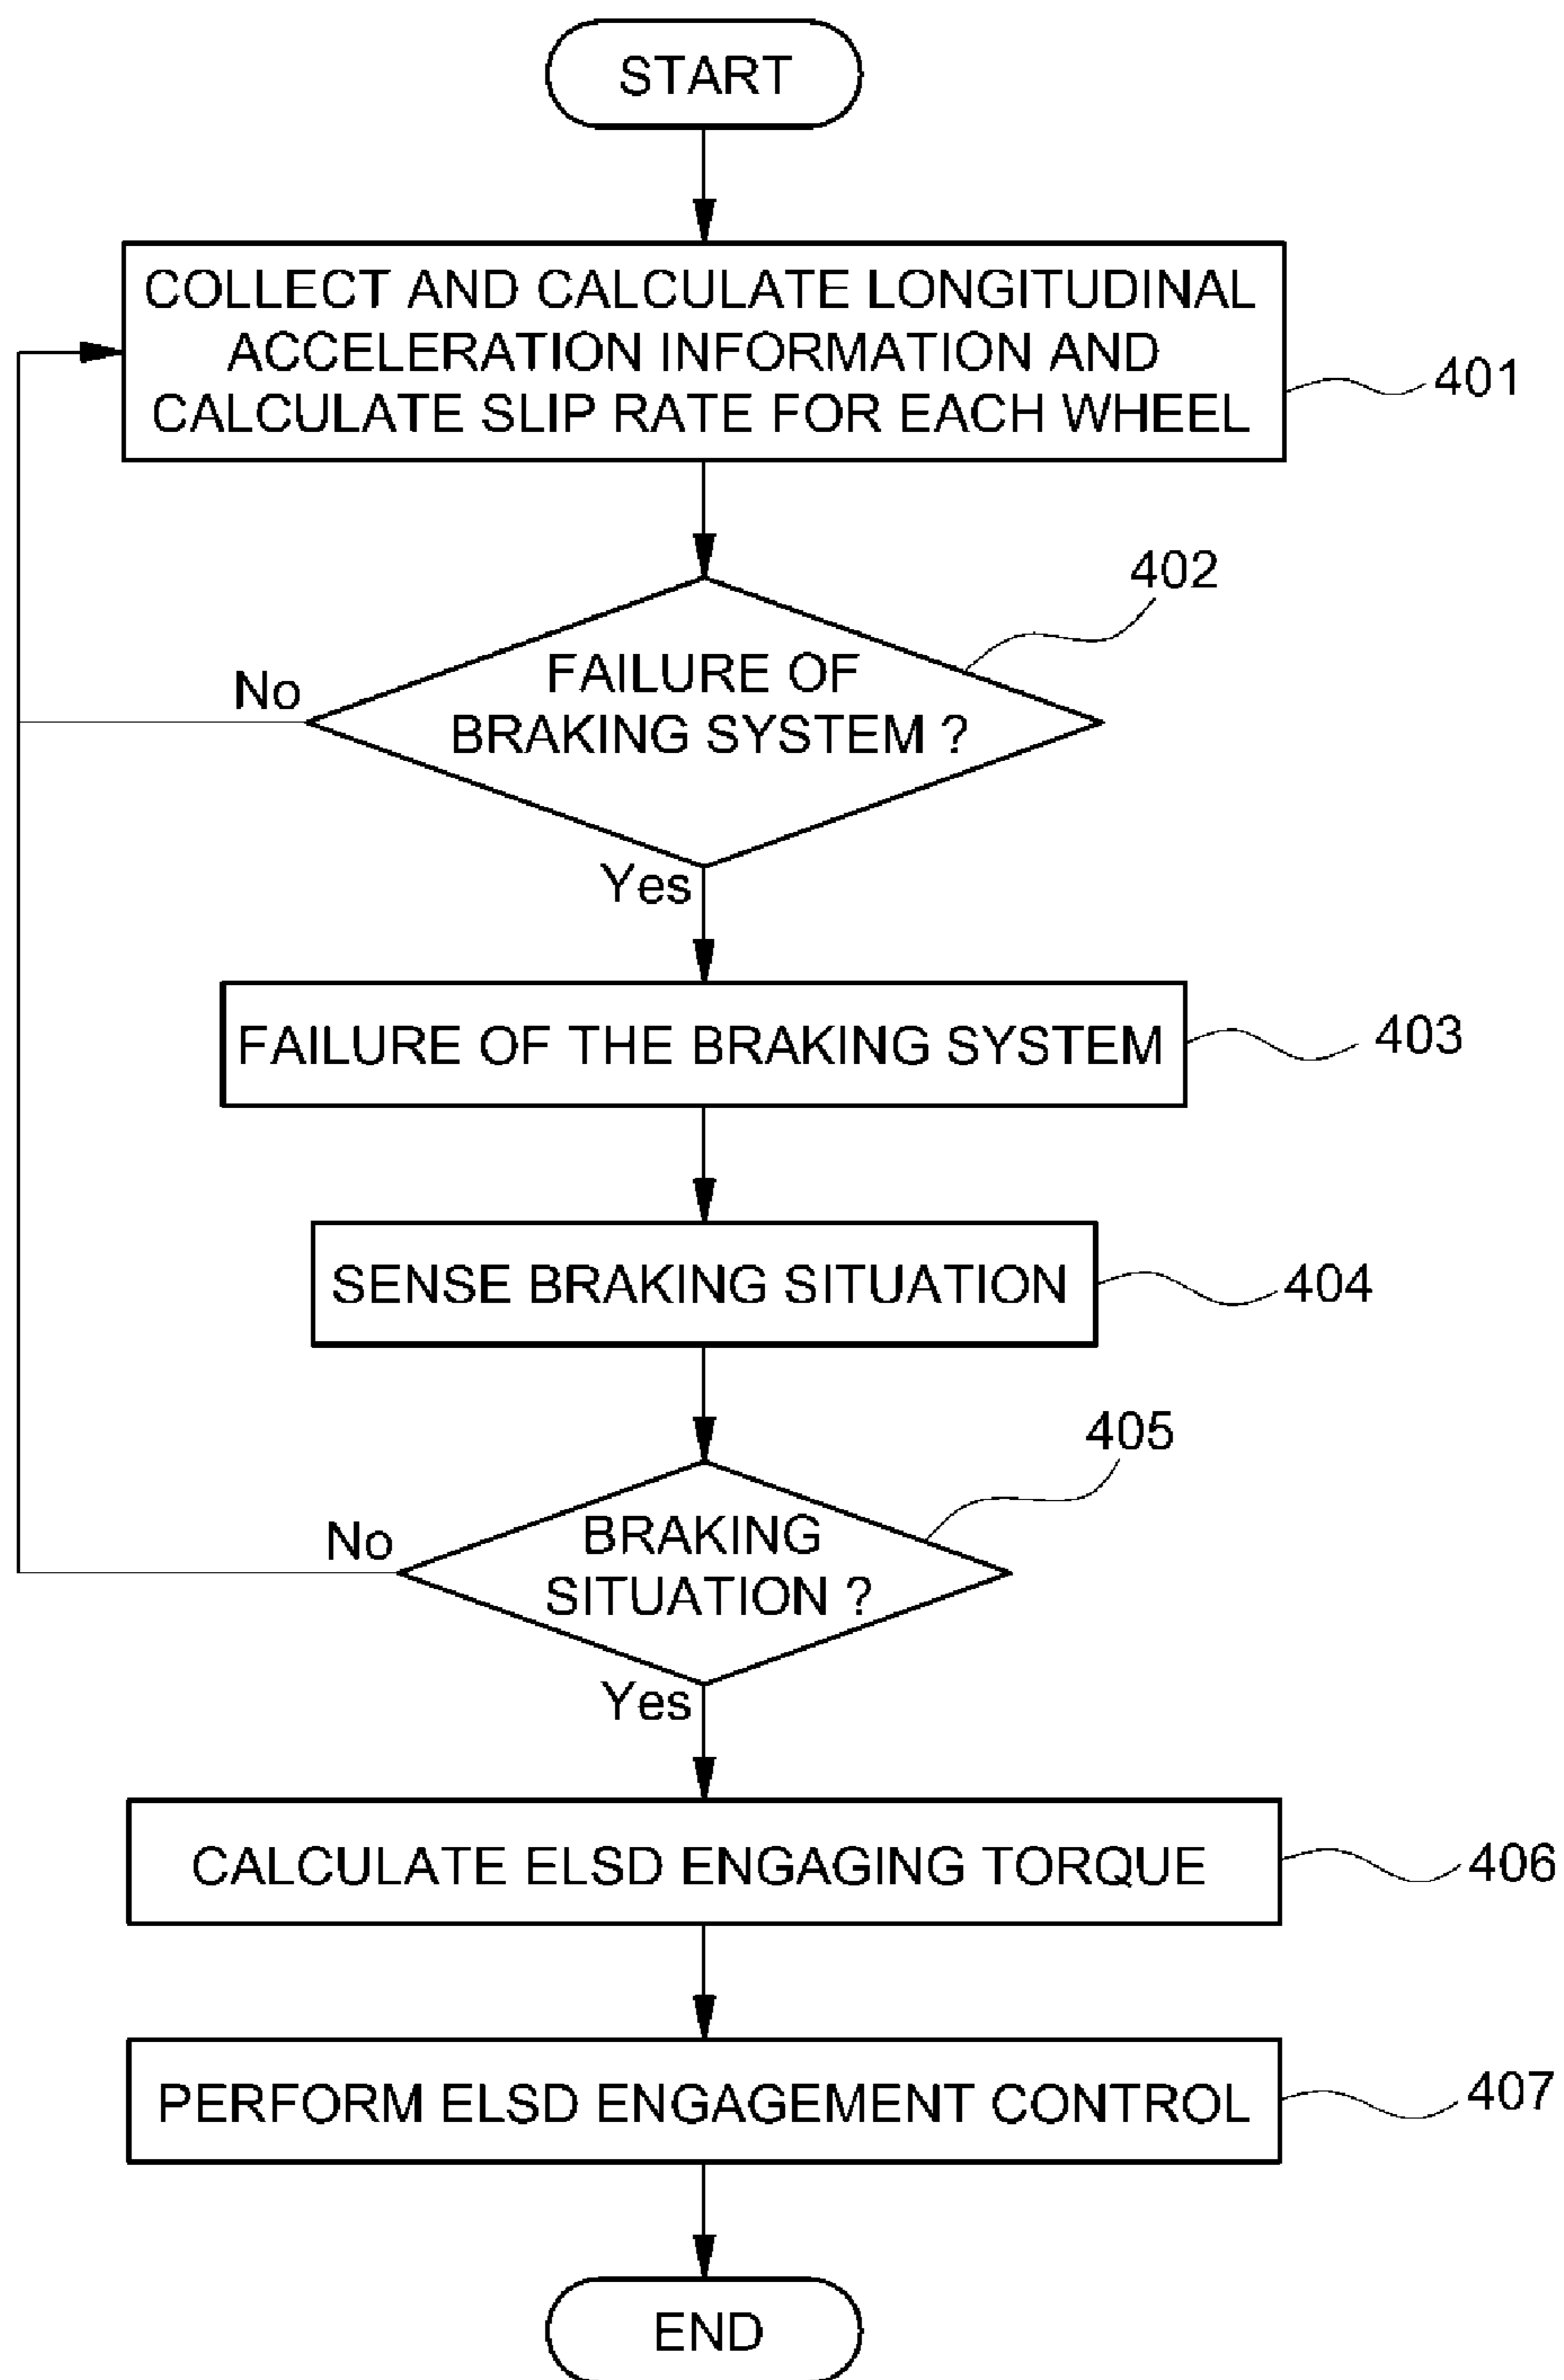 START
COLLECT AND CALCULATE LONGITUDINAL
ACCELERATION INFORMATION AND
CALCULATE SLIP RATE FOR EACH WHEEL
401
402
FAILURE OF
BRAKING SYSTEM ?
No
Yes
FAILURE OF THE BRAKING SYSTEM
403
SENSE BRAKING SITUATION
404
405
BRAKING
SITUATION ?
No
Yes
CALCULATE ELSD ENGAGING TORQUE
406
PERFORM ELSD ENGAGEMENT CONTROL
407
END